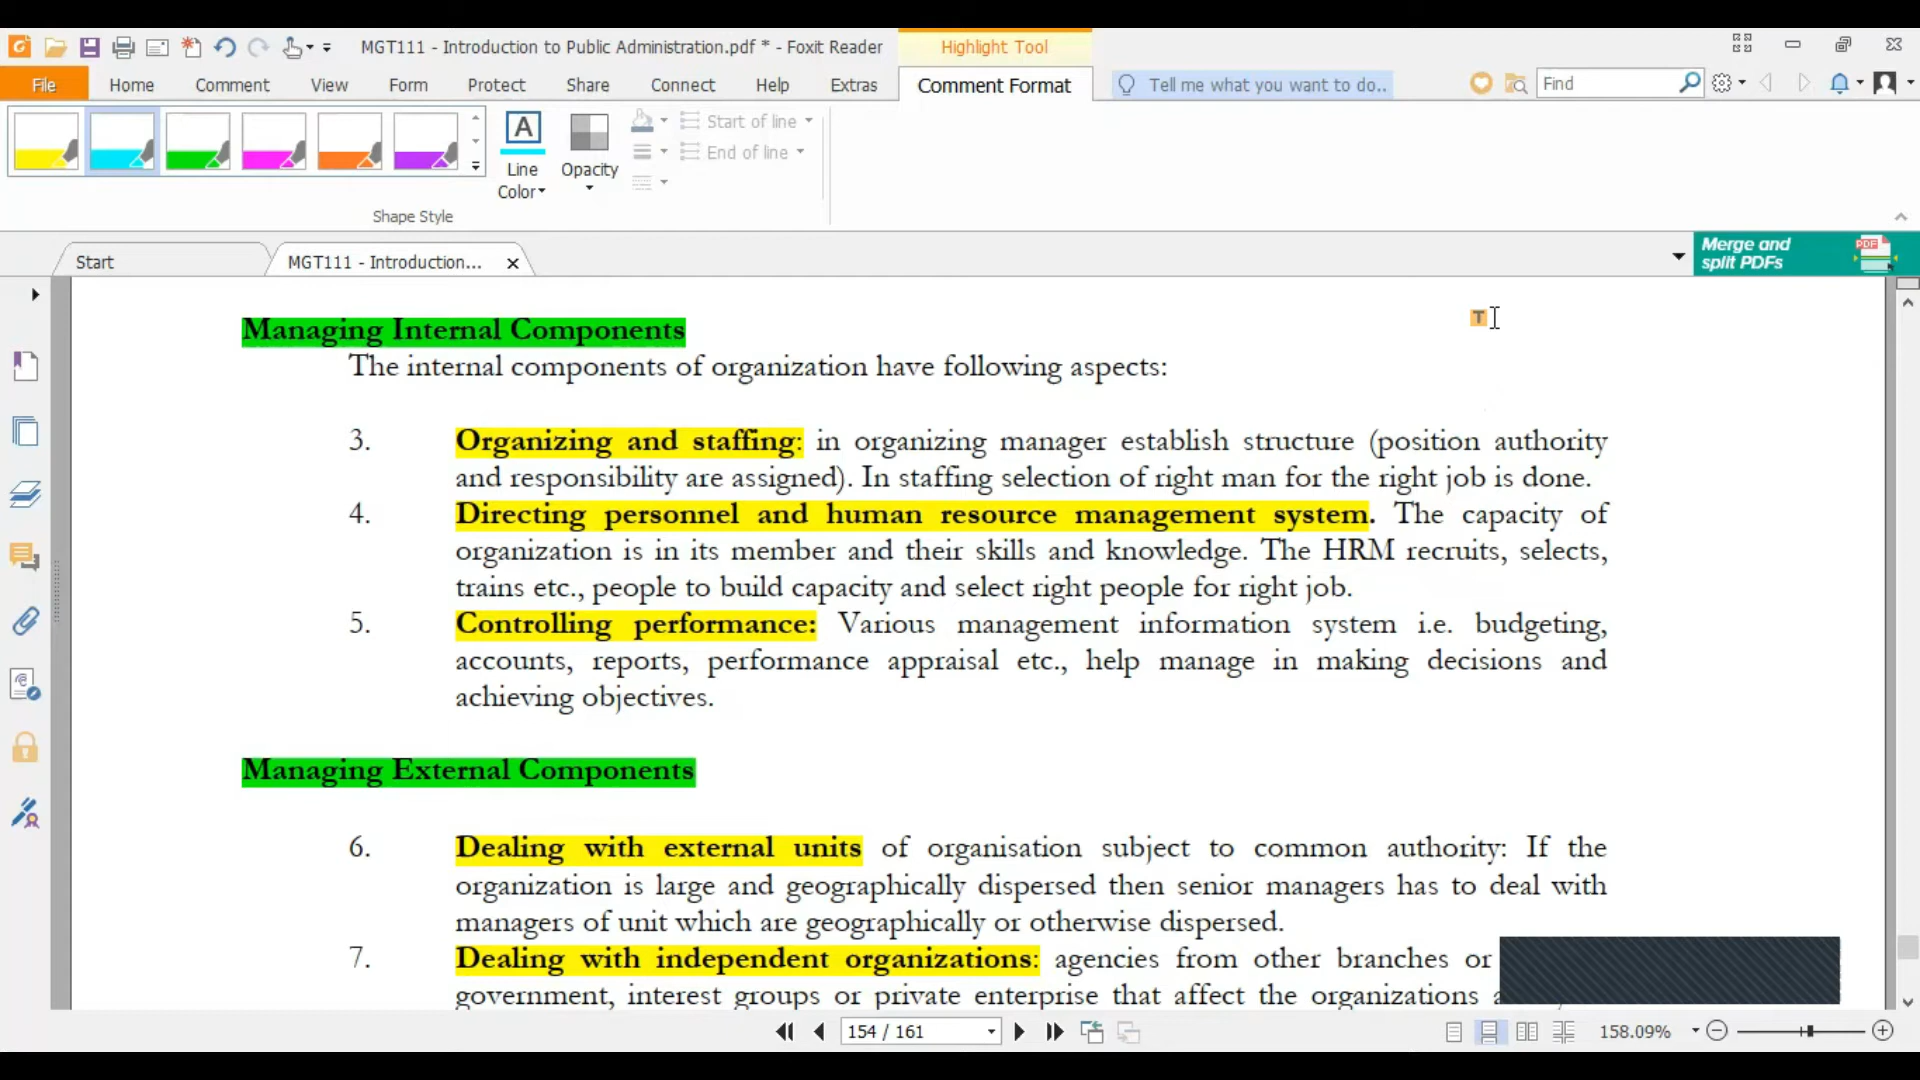 MGT111 - Introduction to Public Administration.pdf * - Foxit Reader
Highlight Tool
File Home Comment View Form Protect Share Connect Help Extras Comment Format Tell me what you want to do.. Find
Line Color
Opacity
Start of line
End of line
Shape Style
Start
MGT111 - Introduction...
Merge and
split PDFs
PDF
T
Managing Internal Components
The internal components of organization have following aspects:
3. Organizing and staffing: in organizing manager establish structure (position authority
and responsibility are assigned). In staffing selection of right man for the right job is done.
4. Directing personnel and human resource management system. The capacity of
organization is in its member and their skills and knowledge. The HRM recruits, selects,
trains etc., people to build capacity and select right people for right job.
5. Controlling performance: Various management information system i.e. budgeting,
accounts, reports, performance appraisal etc., help manage in making decisions and
achieving objectives.
Managing External Components
6. Dealing with external units of organisation subject to common authority: If the
organization is large and geographically dispersed then senior managers has to deal with
managers of unit which are geographically or otherwise dispersed.
7. Dealing with independent organizations: agencies from other branches or
government, interest groups or private enterprise that affect the organizations
154 / 161
158.09%